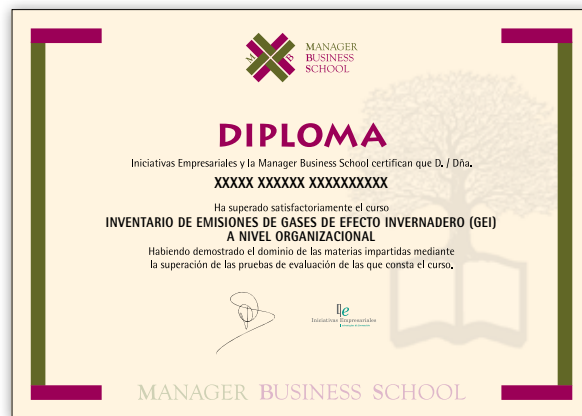 M B
MANAGER
BUSINESS
SCHOOL
DIPLOMA
Iniciativas Empresariales y la Manager Business School certifican que D. / Dña.
XXXXX XXXXXX XXXXXXXXXX
Ha superado satisfactoriamente el curso
INVENTARIO DE EMISIONES DE GASES DE EFECTO INVERNADERO (GEI)
A NIVEL ORGANIZACIONAL
Habiendo demostrado el dominio de las materias impartidas mediante
la superación de las pruebas de evaluación de las que consta el curso.
Iniciativas Empresariales
MANAGER BUSINESS SCHOOL